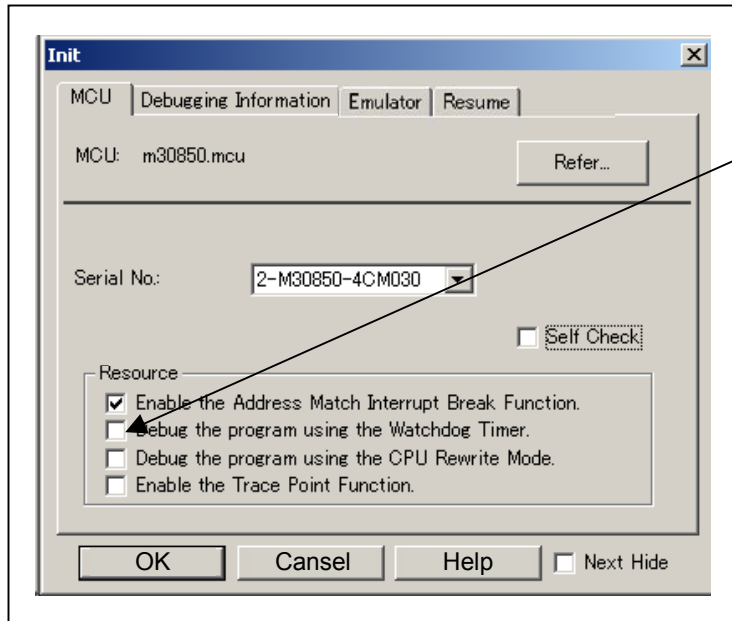 Init
MCU Debugging Information Emulator Resume
MCU: m30850.mcu Refer...
Serial No.: 2-M30850-4CM030
Self Check
Resource
Enable the Address Match Interrupt Break Function.
Debug the program using the Watchdog Timer.
Debug the program using the CPU Rewrite Mode.
Enable the Trace Point Function.
OK Cansel Help Next Hide